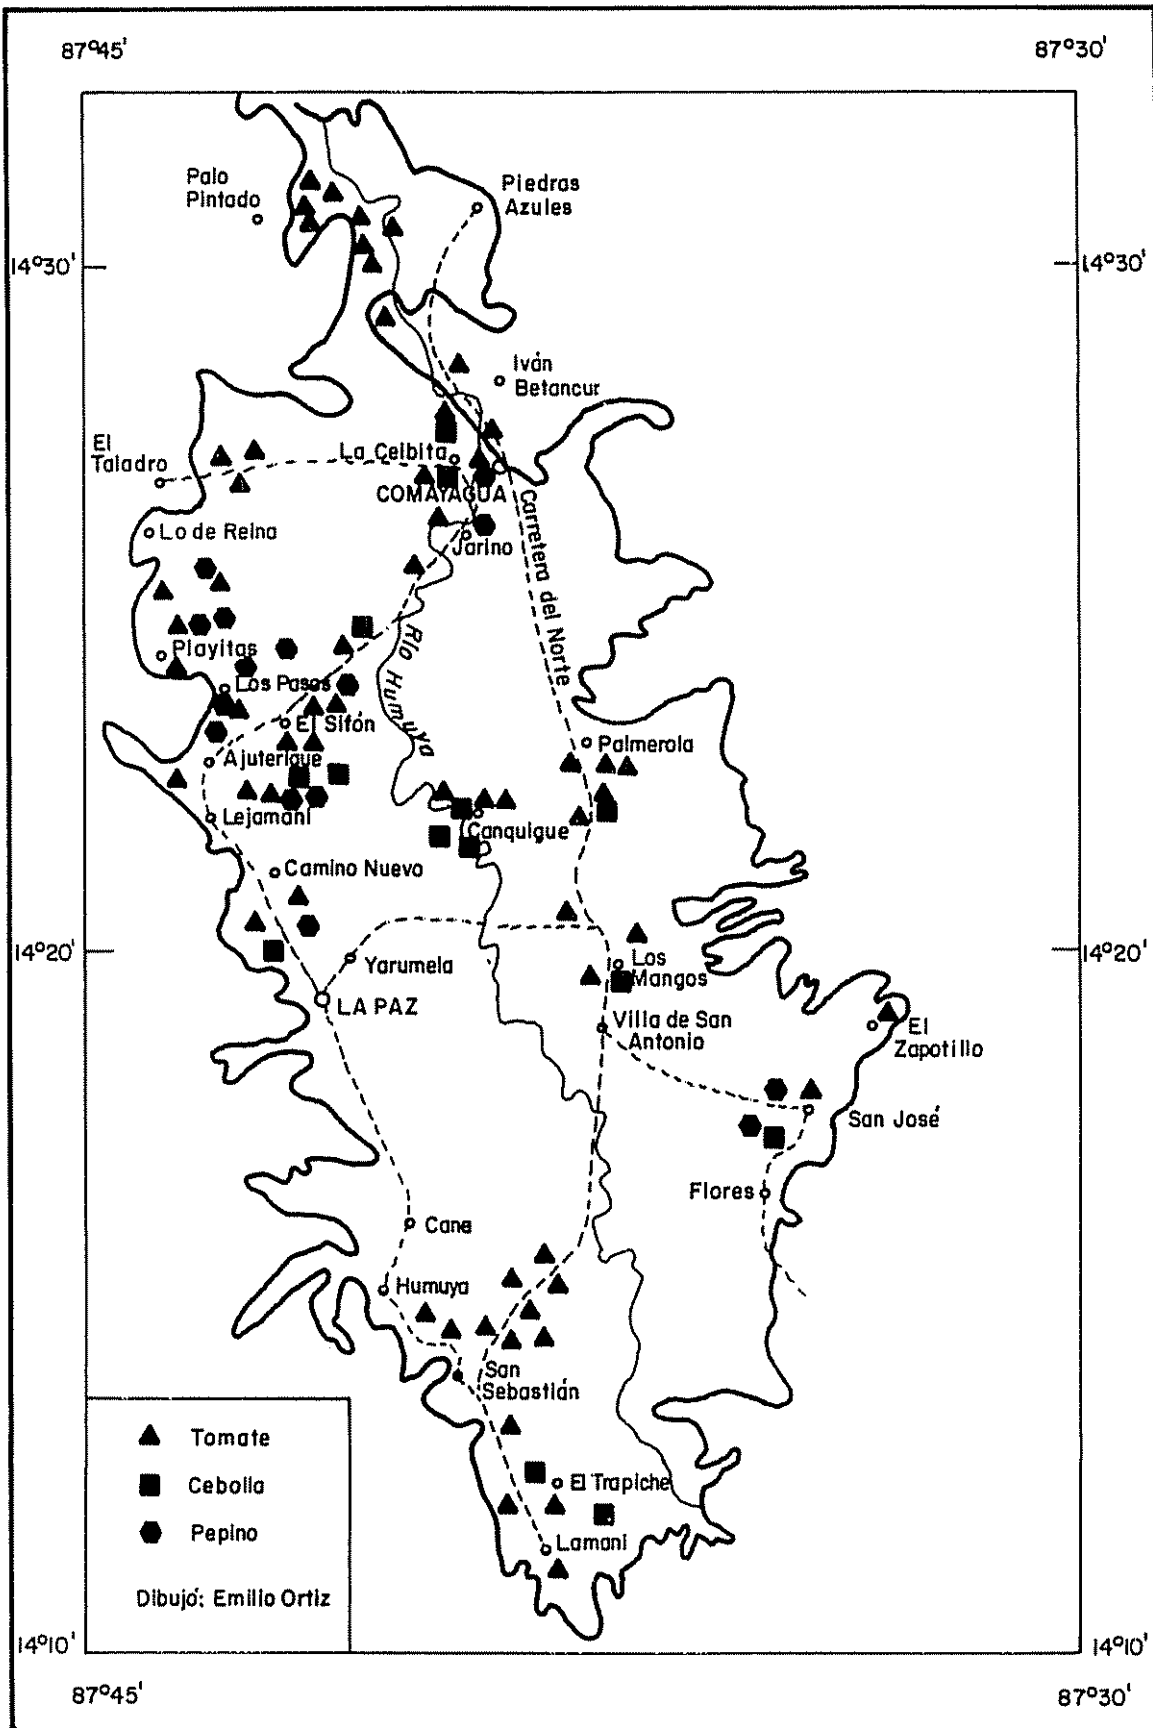 87°45'
87°30'
Palo
Pintado
Piedras
Azules
14°30'
14°30'
Iván
Betancur
El
Taladro
La Ceibita
COMAYAGUA
Carretera del Norte
Lo de Reina
Jarino
Río Humuya
Playitas
Los Pasos
El Sifón
Palmerola
Ajuterique
Lejamaní
Canquigue
Camino Nuevo
14°20'
14°20'
Yarumela
Los
Mangos
LA PAZ
Villa de San
Antonio
El
Zapotillo
San José
Flores
Cane
Humuya
San
Sebastián
Tomate
Cebolla
Pepino
El Trapiche
Lamaní
Dibujó: Emilio Ortiz
14°10'
14°10'
87°45'
87°30'